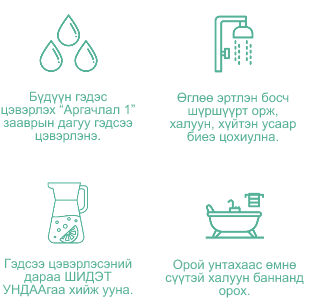 Бүдүүн гэдэс
цэвэрлэх “Аргачлал 1”
зааврын дагуу гэдсээ
цэвэрлэнэ.
Өглөө эртлэн босч
шүршүүрт орж,
халуун, хүйтэн усаар
биеэ цохиулна.
Гэдсээ цэвэрлэсэний
дараа ШИДЭТ
УНДААгаа хийж ууна.
Орой унтахаас өмнө
сүүтэй халуун баннанд
орох.